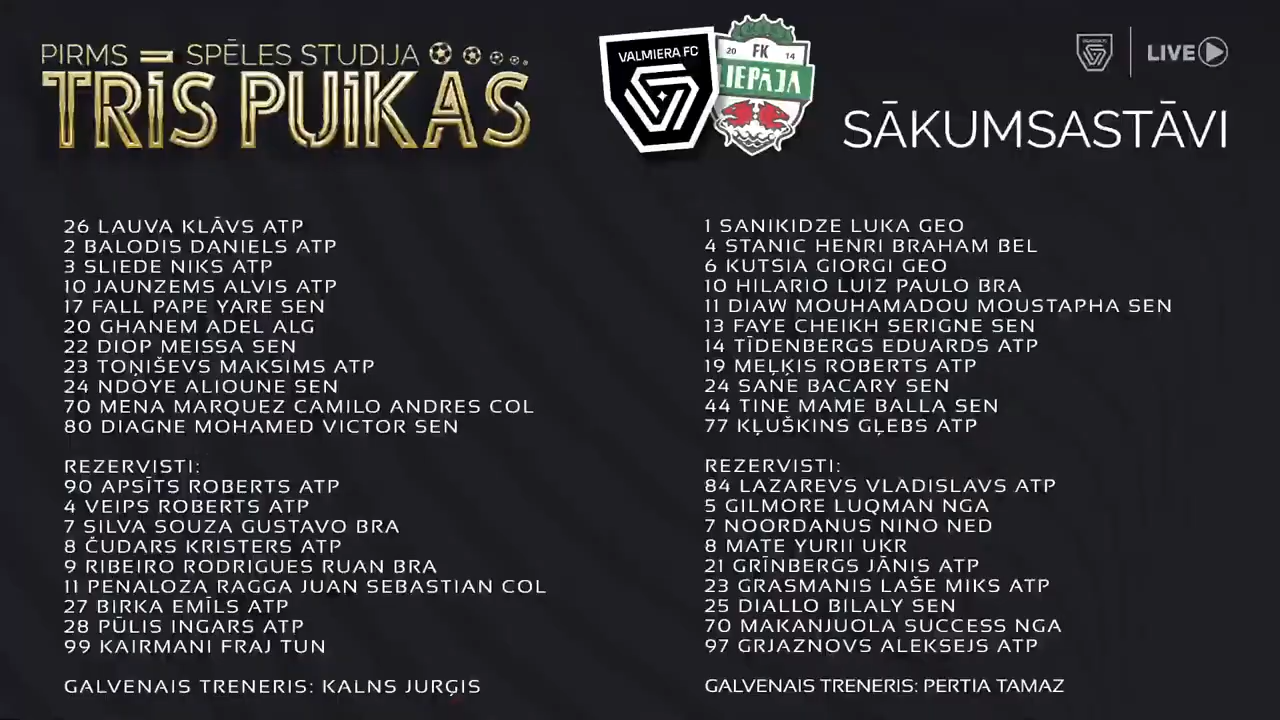 PIRMS — SPĒLES STUDIJA
TRĪS PUIKAS
VALMIERA FC
20 FK 14
LIEPĀJA
LIVE
SĀKUMSASTĀVI
26 LAUVA KLĀVS ATP
2 BALODIS DANIELS ATP
3 SLIEDE NIKS ATP
10 JAUNZEMS ALVIS ATP
17 FALL PAPE YARE SEN
20 GHANEM ADEL ALG
22 DIOP MEISSA SEN
23 TOŅIŠEVS MAKSIMS ATP
24 NDOYE ALIOUNE SEN
70 MENA MARQUEZ CAMILO ANDRES COL
80 DIAGNE MOHAMED VICTOR SEN
REZERVISTI:
90 APSĪTS ROBERTS ATP
4 VEIPS ROBERTS ATP
7 SILVA SOUZA GUSTAVO BRA
8 ČUDARS KRISTERS ATP
9 RIBEIRO RODRIGUES RUAN BRA
11 PENALOZA RAGGA JUAN SEBASTIAN COL
27 BIRKA EMĪLS ATP
28 PŪLIS INGARS ATP
99 KAIRMANI FRAJ TUN
GALVENAIS TRENERIS: KALNS JURĢIS
1 SANIKIDZE LUKA GEO
4 STANIC HENRI BRAHAM BEL
6 KUTSIA GIORGI GEO
10 HILARIO LUIZ PAULO BRA
11 DIAW MOUHAMADOU MOUSTAPHA SEN
13 FAYE CHEIKH SERIGNE SEN
14 TĪDENBERGS EDUARDS ATP
19 MEĻĶIS ROBERTS ATP
24 SANE BACARY SEN
44 TINE MAME BALLA SEN
77 KĻUŠKINS GĻEBS ATP
REZERVISTI:
84 LAZAREVS VLADISLAVS ATP
5 GILMORE LUQMAN NGA
7 NOORDANUS NINO NED
8 MATE YURII UKR
21 GRĪNBERGS JĀNIS ATP
23 GRASMANIS LAŠE MIKS ATP
25 DIALLO BILALY SEN
70 MAKANJUOLA SUCCESS NGA
97 GRJAZNOVS ALEKSEJS ATP
GALVENAIS TRENERIS: PERTIA TAMAZ